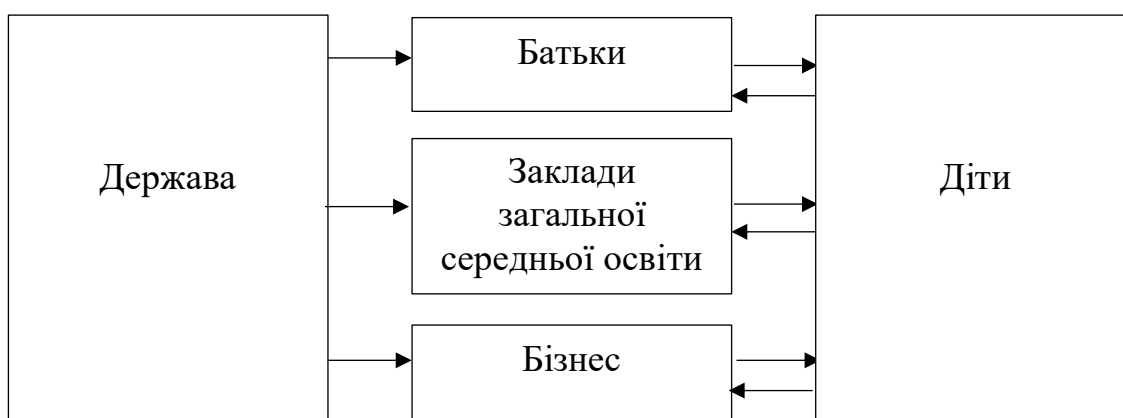 Держава
Батьки
Заклади
загальної
середньої освіти
Бізнес
Діти